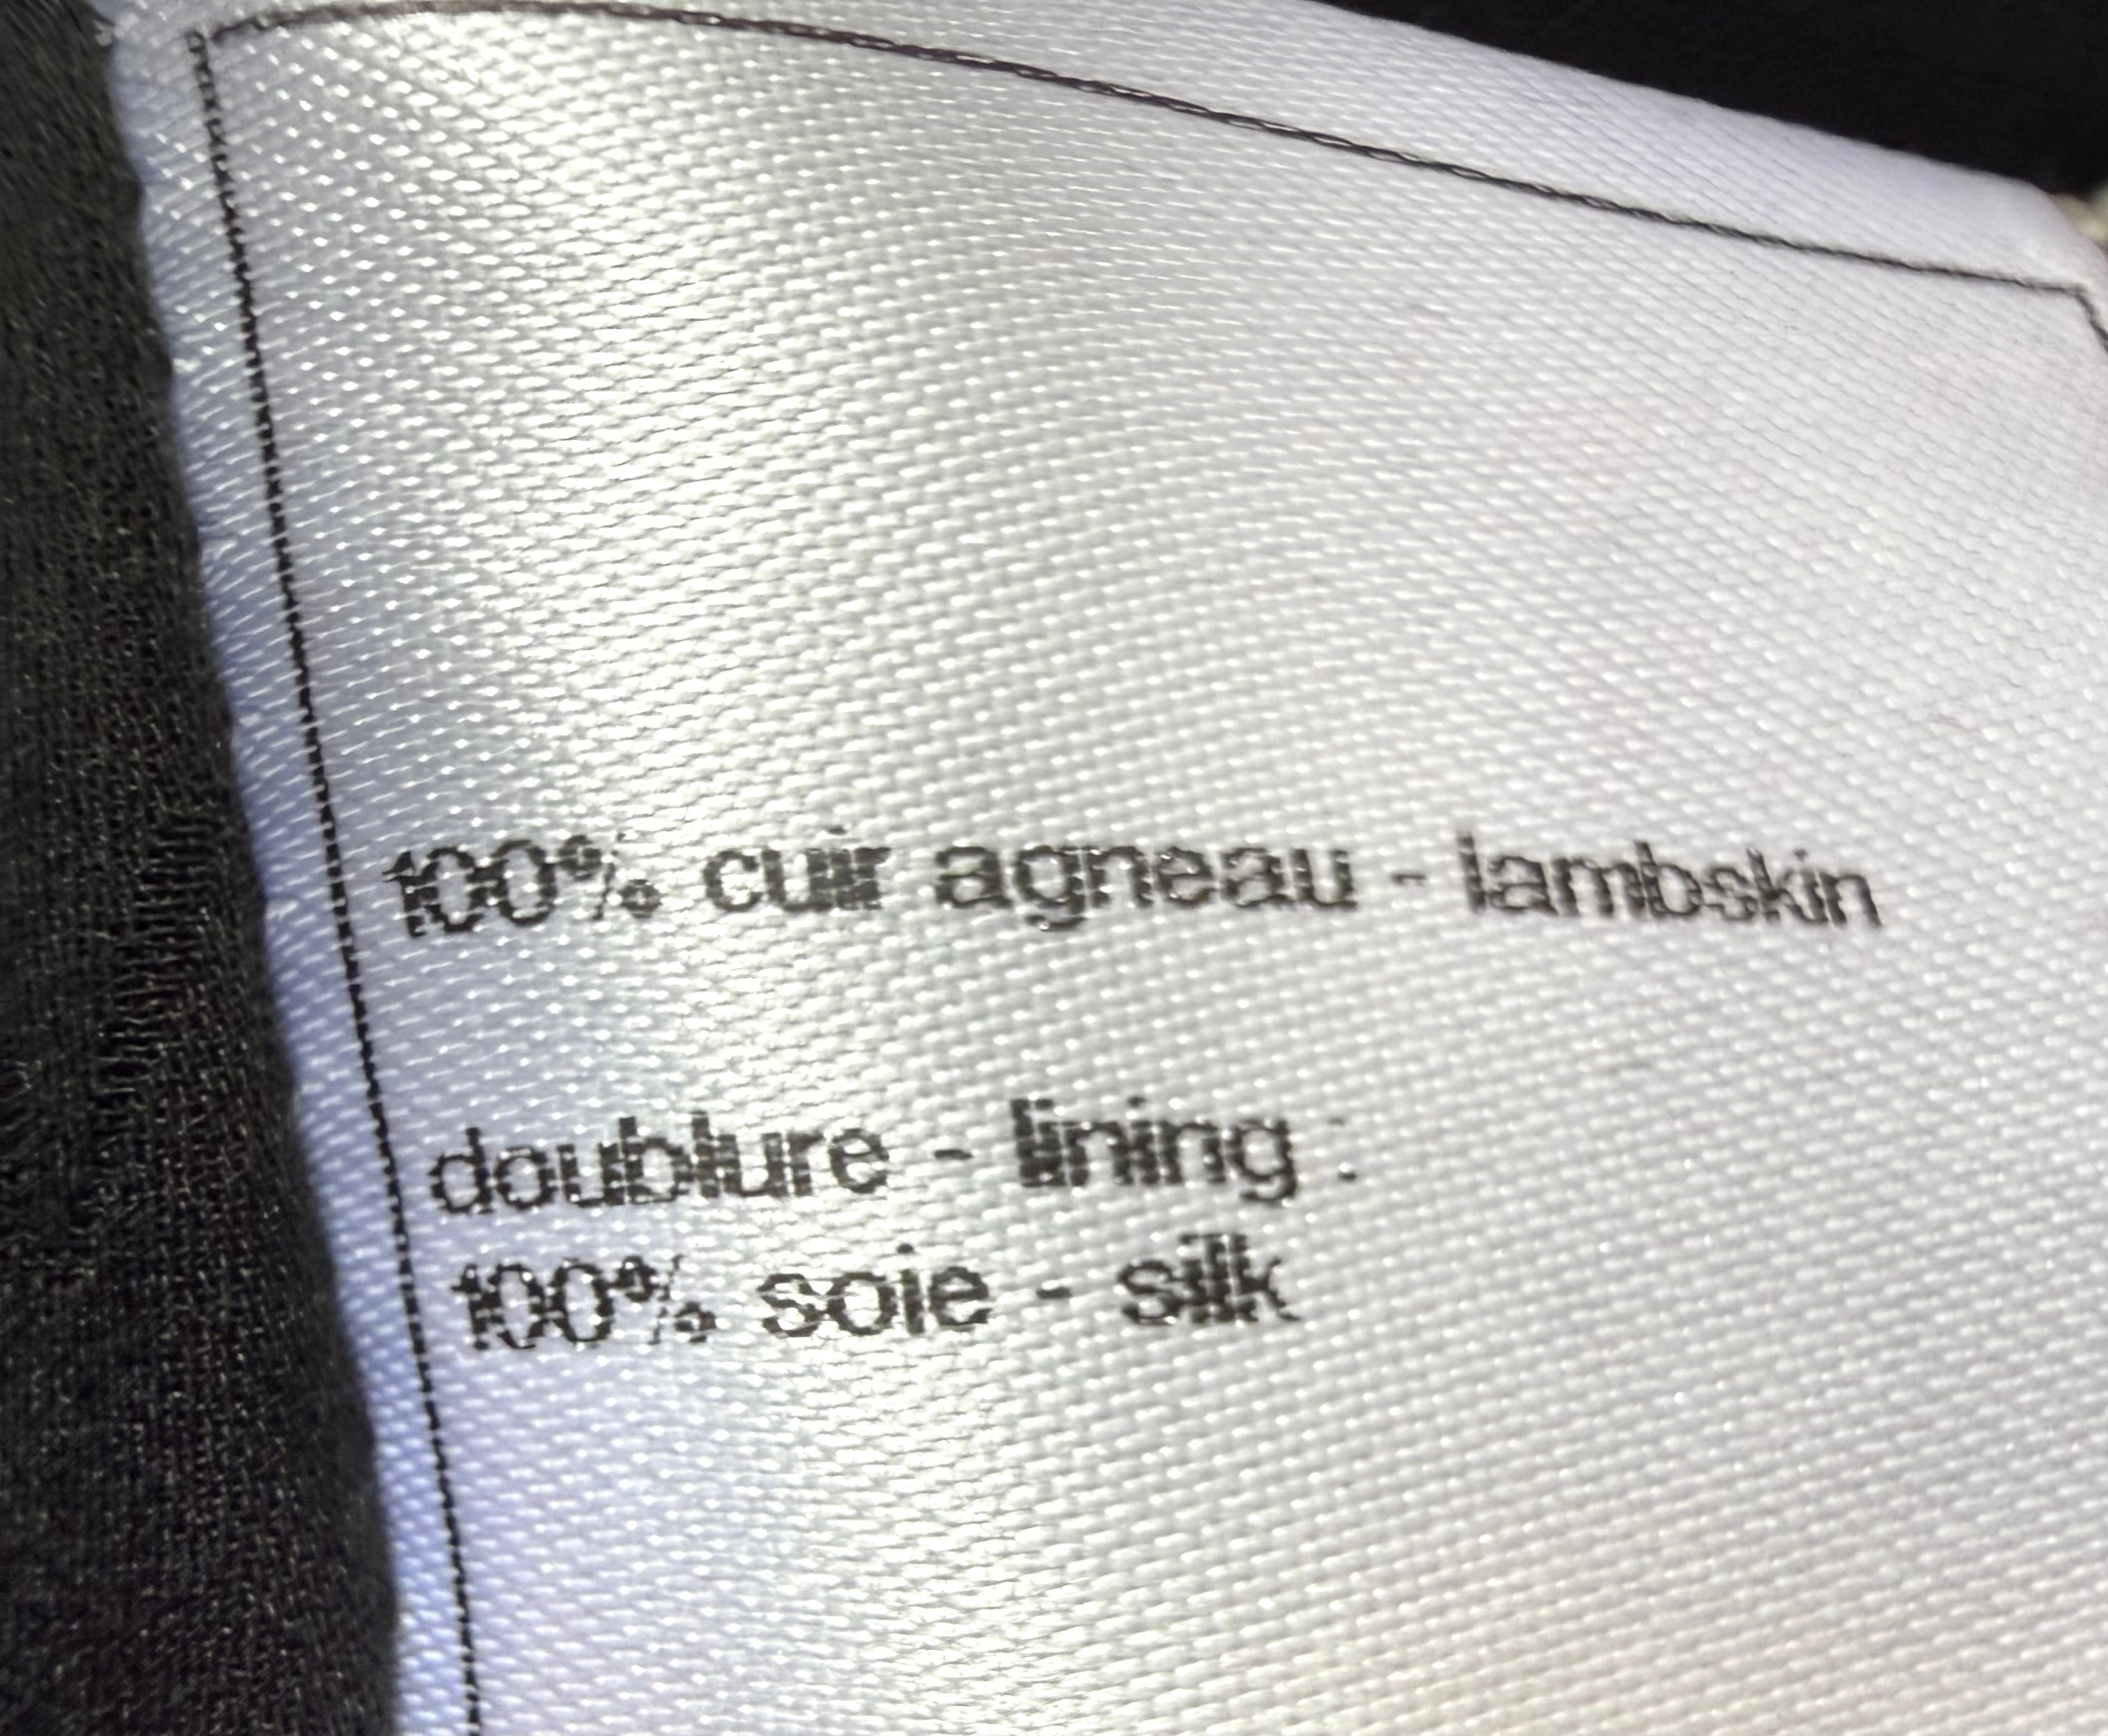 100% cuir agneau - lambskin
doublure - lining :
100% soie - silk